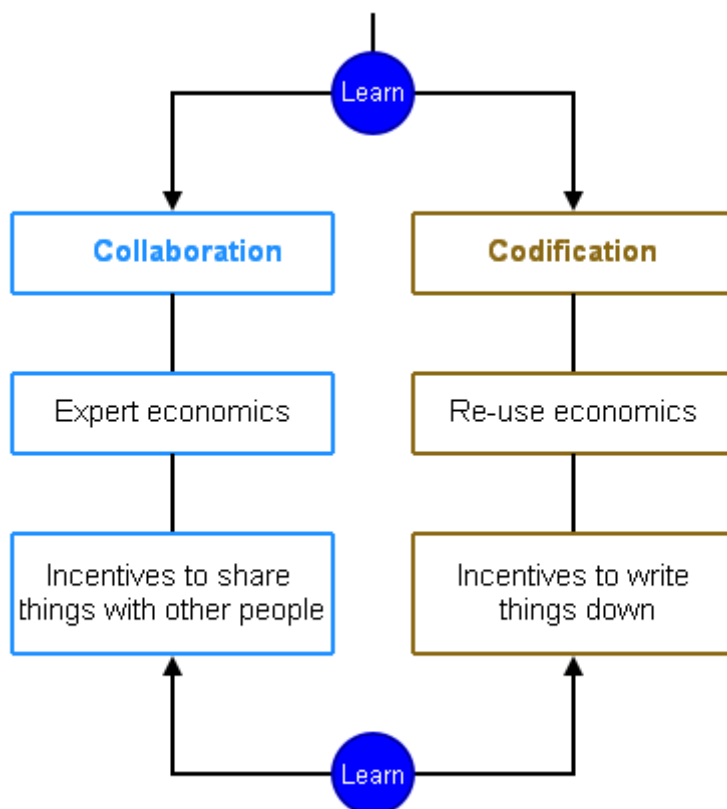 Learn
Collaboration
Codification
Expert economics
Re-use economics
Incentives to share
things with other people
Incentives to write
things down
Learn